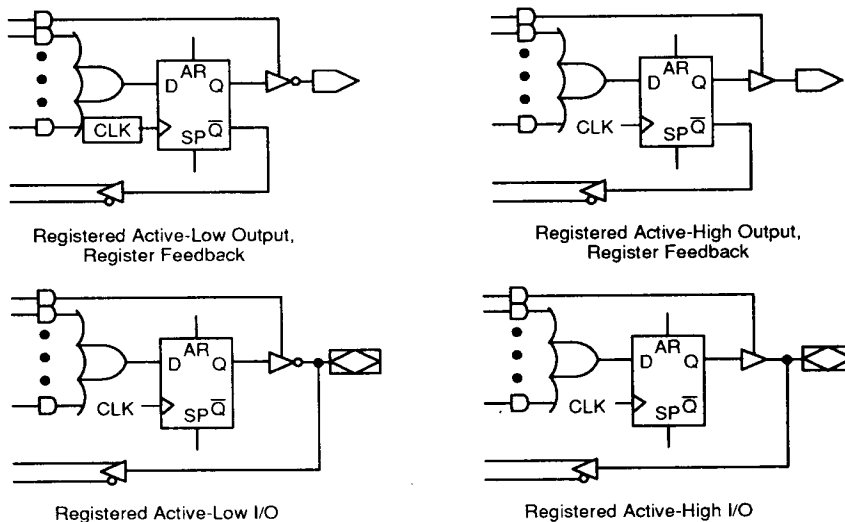 AR
D Q
CLK
SP Q̅
Registered Active-Low Output,
Register Feedback
AR
D Q
CLK
SP Q̅
Registered Active-High Output,
Register Feedback
AR
D Q
CLK
SP Q̅
Registered Active-Low I/O
AR
D Q
CLK
SP Q̅
Registered Active-High I/O